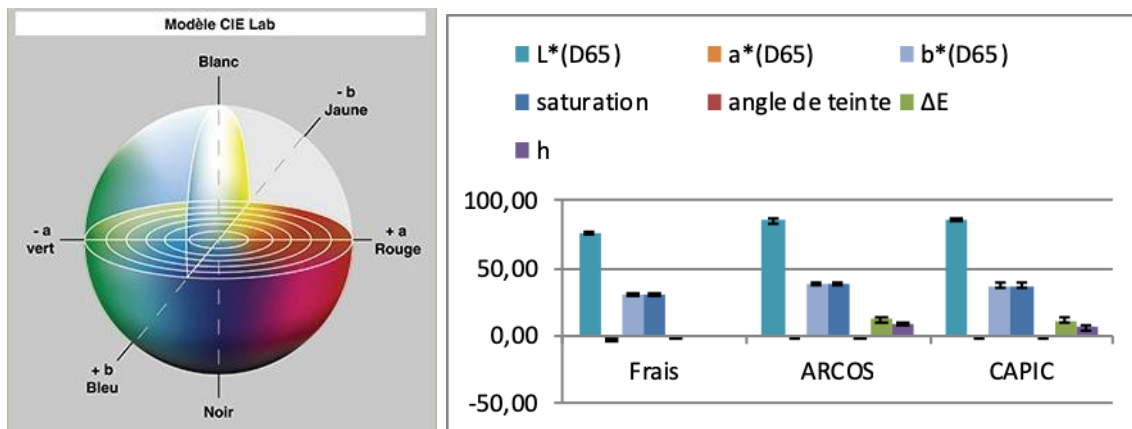 Modèle CIE Lab
Blanc
- b
Jaune
- a
vert
+ a
Rouge
+ b
Bleu
Noir
L*(D65) a*(D65) b*(D65)
saturation angle de teinte ΔE
h
100,00
50,00
0,00
Frais ARCOS CAPIC
-50,00